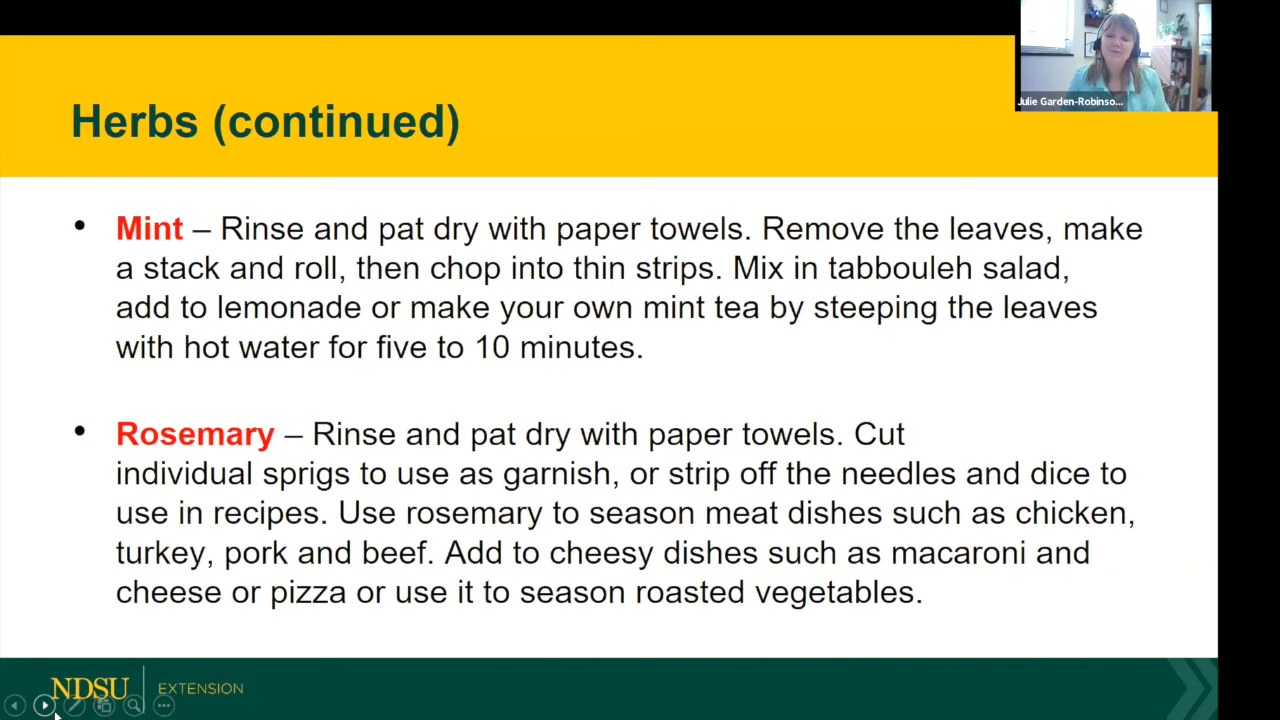 Julie Garden-Robinso...
Herbs (continued)
• Mint – Rinse and pat dry with paper towels. Remove the leaves, make
a stack and roll, then chop into thin strips. Mix in tabbouleh salad,
add to lemonade or make your own mint tea by steeping the leaves
with hot water for five to 10 minutes.
• Rosemary – Rinse and pat dry with paper towels. Cut
individual sprigs to use as garnish, or strip off the needles and dice to
use in recipes. Use rosemary to season meat dishes such as chicken,
turkey, pork and beef. Add to cheesy dishes such as macaroni and
cheese or pizza or use it to season roasted vegetables.
NDSU EXTENSION